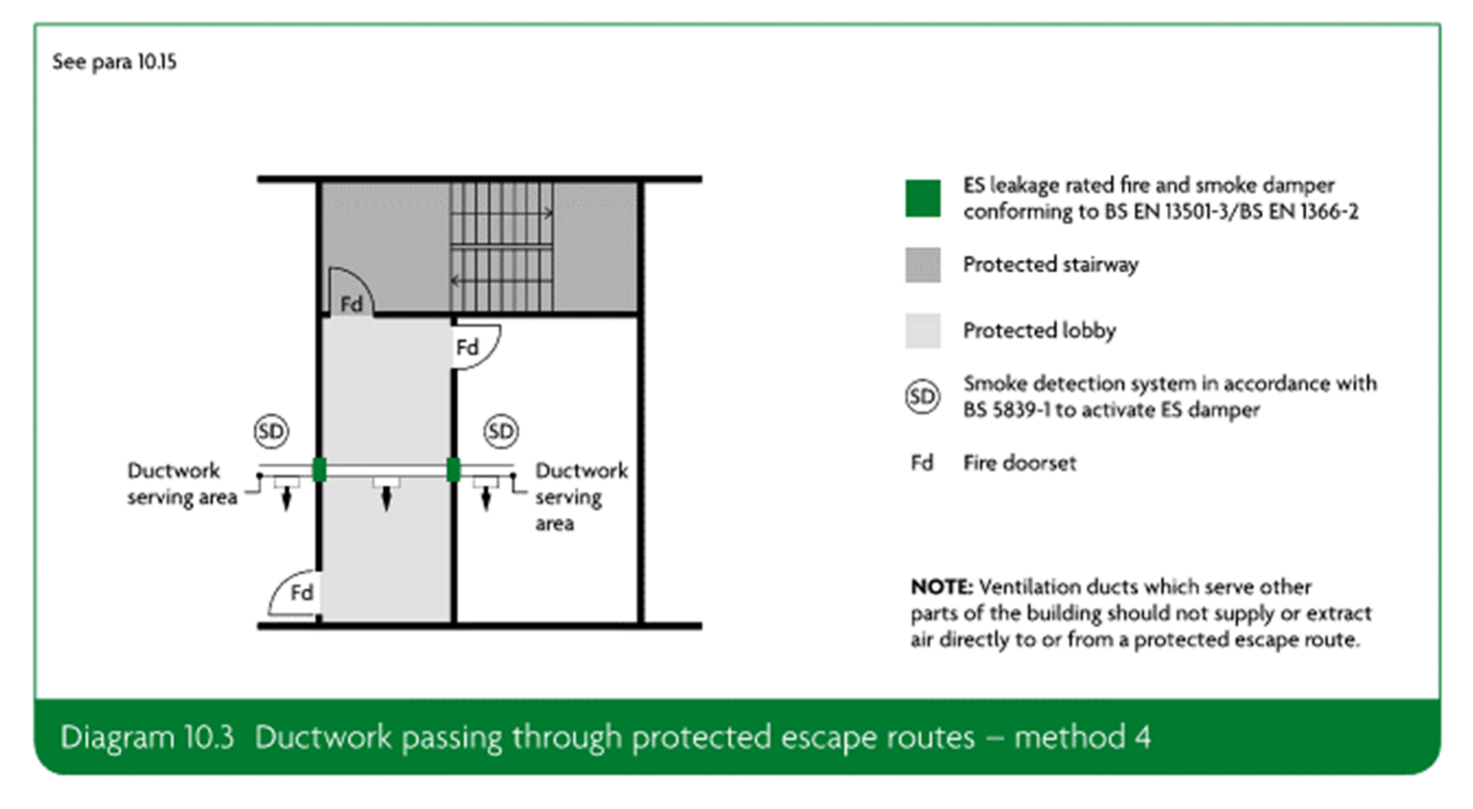 See para 10.15
Fd
Fd
SD
SD
Ductwork
serving area
Ductwork
serving
area
Fd
ES leakage rated fire and smoke damper
conforming to BS EN 13501-3/BS EN 1366-2
Protected stairway
Protected lobby
SD
Smoke detection system in accordance with
BS 5839-1 to activate ES damper
Fd Fire doorset
NOTE: Ventilation ducts which serve other
parts of the building should not supply or extract
air directly to or from a protected escape route.
Diagram 10.3 Ductwork passing through protected escape routes – method 4